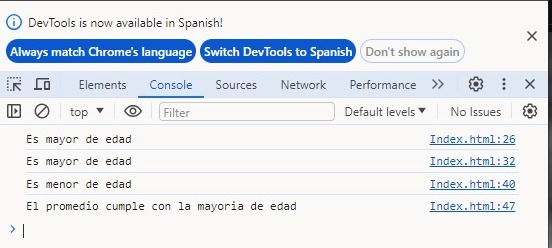 DevTools is now available in Spanish!
Always match Chrome's language Switch DevTools to Spanish Don't show again
Elements Console Sources Network Performance
top Filter Default levels No Issues
Es mayor de edad Index.html:26
Es mayor de edad Index.html:32
Es menor de edad Index.html:40
El promedio cumple con la mayoria de edad Index.html:47